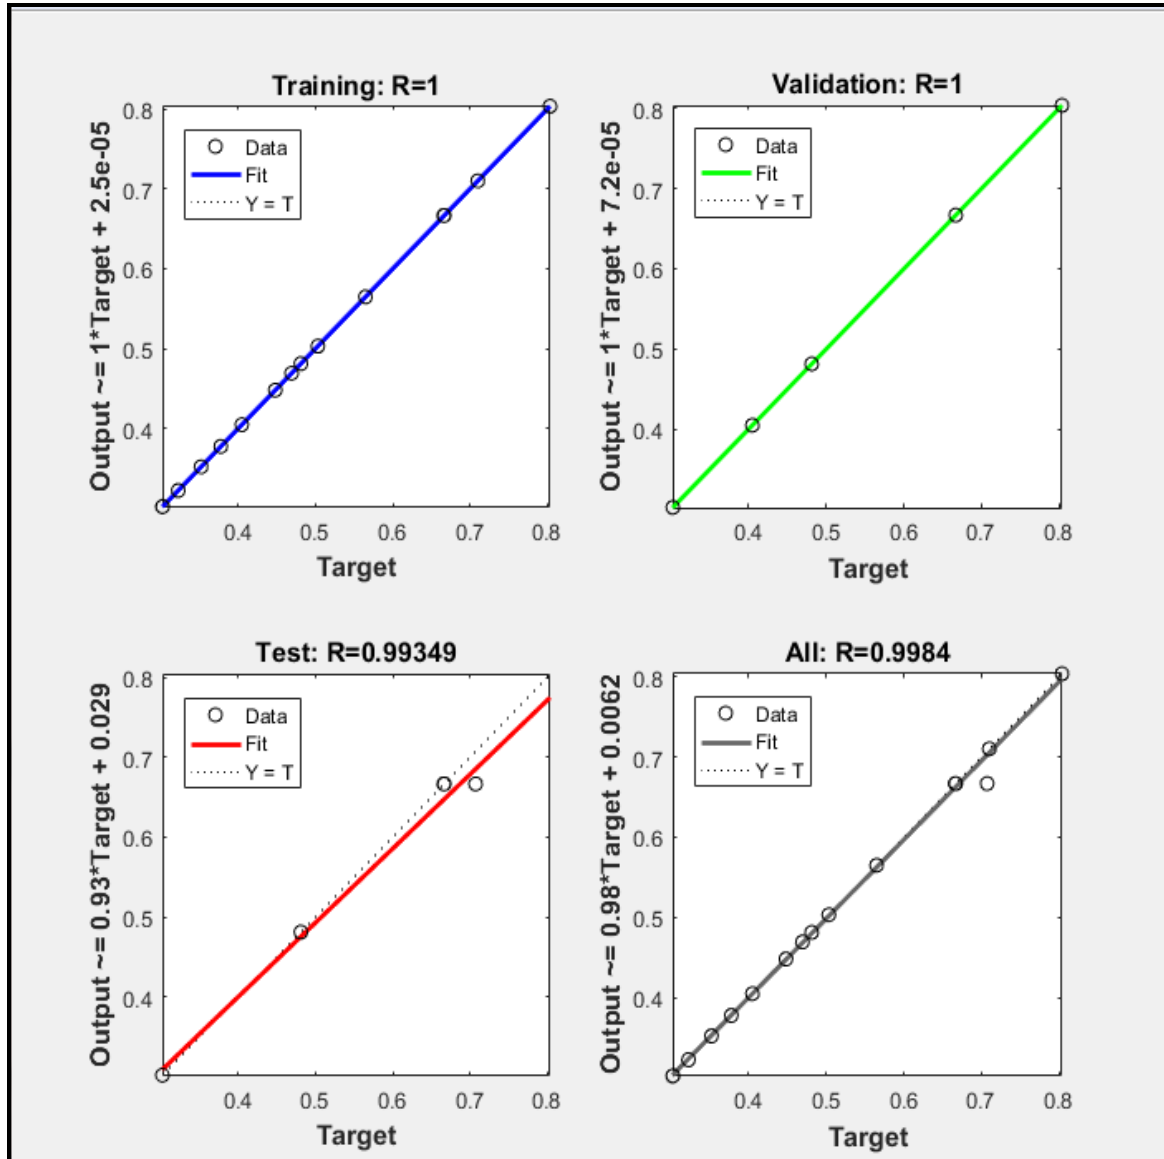 Training: R=1
Output ~= 1*Target + 2.5e-05
0.8
0.7
0.6
0.5
0.4
Data
Fit
Y = T
0.4 0.5 0.6 0.7 0.8
Target
Validation: R=1
Output ~= 1*Target + 7.2e-05
0.8
0.7
0.6
0.5
0.4
Data
Fit
Y = T
0.4 0.5 0.6 0.7 0.8
Target
Test: R=0.99349
Output ~= 0.93*Target + 0.029
0.8
0.7
0.6
0.5
0.4
Data
Fit
Y = T
0.4 0.5 0.6 0.7 0.8
Target
All: R=0.9984
Output ~= 0.98*Target + 0.0062
0.8
0.7
0.6
0.5
0.4
Data
Fit
Y = T
0.4 0.5 0.6 0.7 0.8
Target